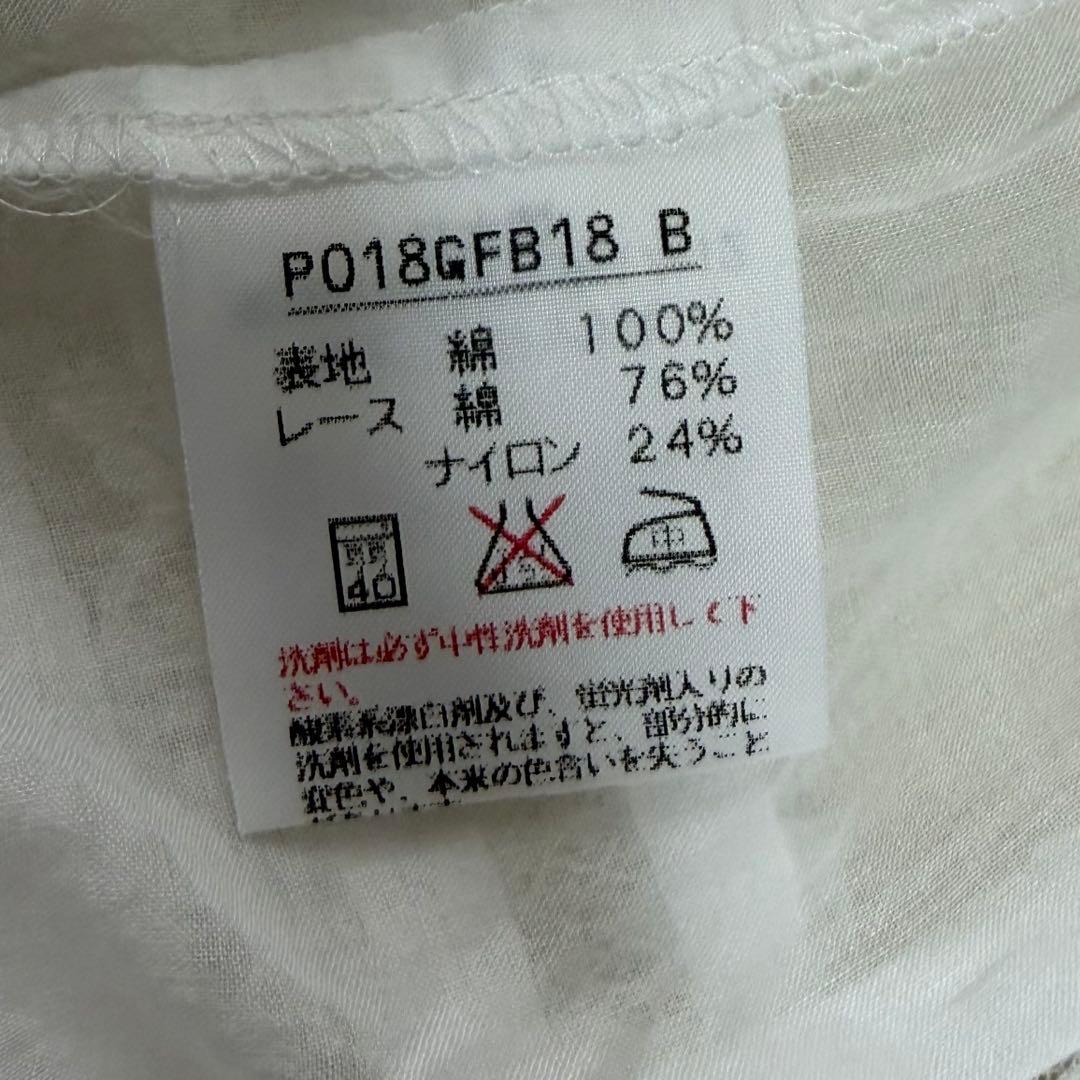 P018GFB18 B
表地 綿 100%
レース 綿 76%
ナイロン 24%
弱 40
中
洗剤は必ず中性洗剤を使用して下
さい。
酸素系漂白剤及び、蛍光剤入りの
洗剤を使用されますと、部分的に
変色や、本来の色合いを失うこと